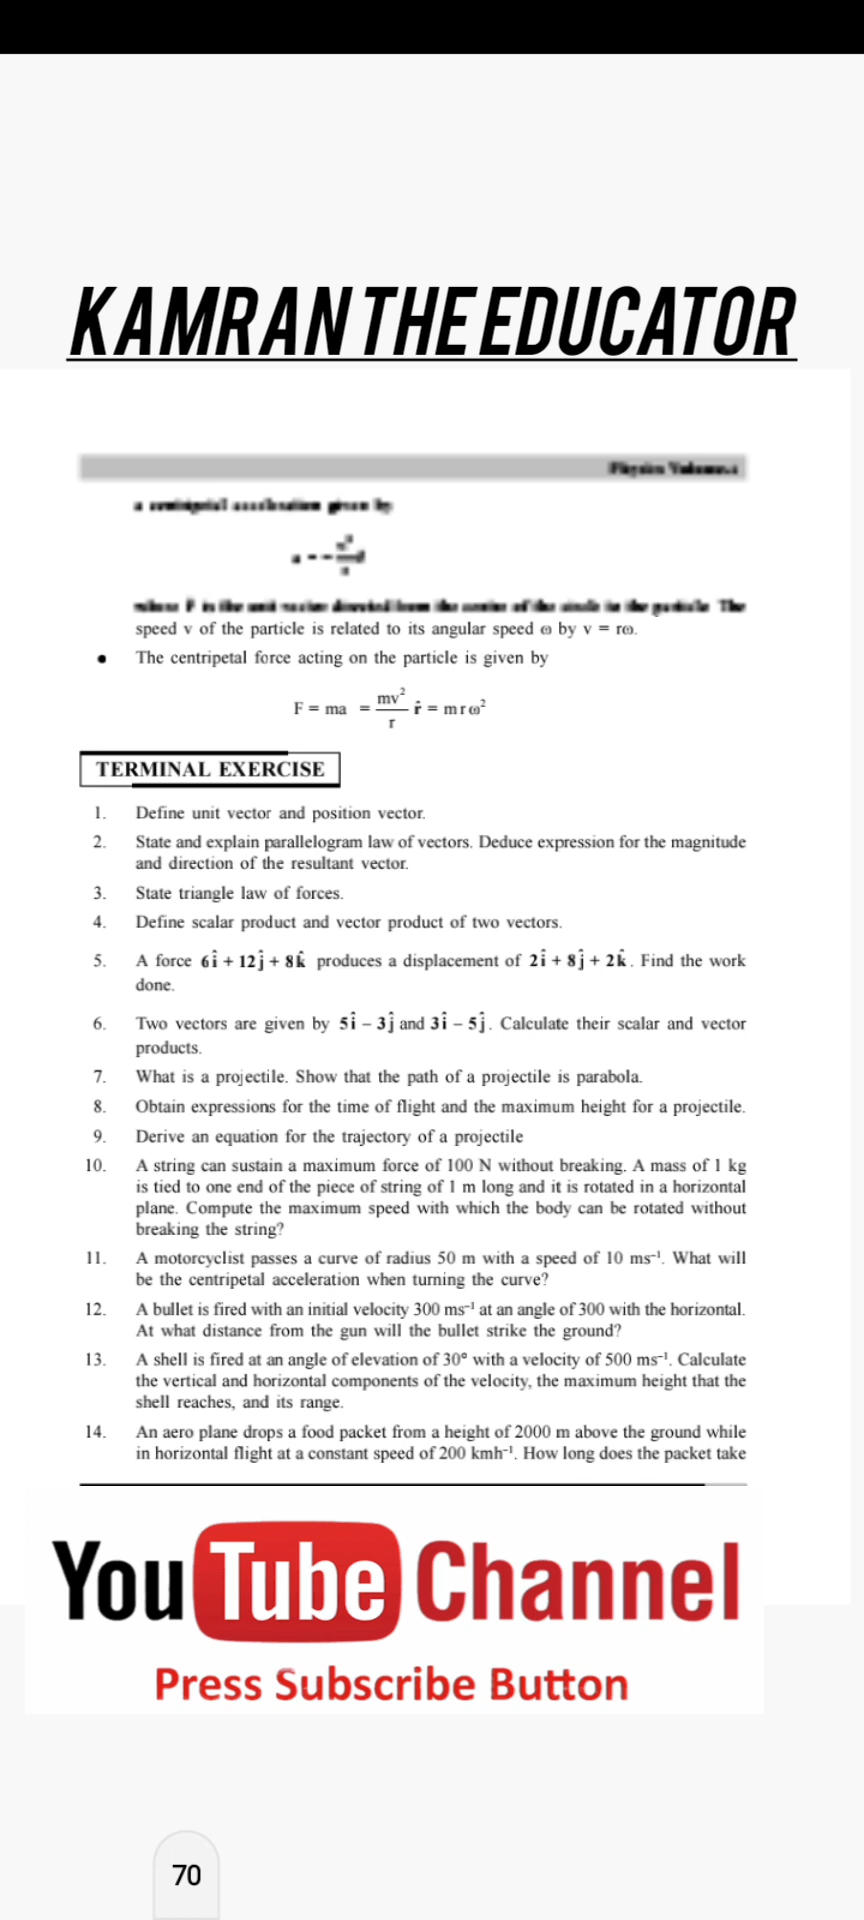 KAMRAN THE EDUCATOR
Physics Volume-1
a centripetal acceleration given by
speed v of the particle is related to its angular speed ω by v = rω.
• The centripetal force acting on the particle is given by
F = ma = mv²/r r̂ = m r ω²
TERMINAL EXERCISE
1. Define unit vector and position vector.
2. State and explain parallelogram law of vectors. Deduce expression for the magnitude
and direction of the resultant vector.
3. State triangle law of forces.
4. Define scalar product and vector product of two vectors.
5. A force 6î + 12ĵ + 8k̂ produces a displacement of 2î + 8ĵ + 2k̂. Find the work
done.
6. Two vectors are given by 5î – 3ĵ and 3î – 5ĵ. Calculate their scalar and vector
products.
7. What is a projectile. Show that the path of a projectile is parabola.
8. Obtain expressions for the time of flight and the maximum height for a projectile.
9. Derive an equation for the trajectory of a projectile
10. A string can sustain a maximum force of 100 N without breaking. A mass of 1 kg
is tied to one end of the piece of string of 1 m long and it is rotated in a horizontal
plane. Compute the maximum speed with which the body can be rotated without
breaking the string?
11. A motorcyclist passes a curve of radius 50 m with a speed of 10 ms⁻¹. What will
be the centripetal acceleration when turning the curve?
12. A bullet is fired with an initial velocity 300 ms⁻¹ at an angle of 300 with the horizontal.
At what distance from the gun will the bullet strike the ground?
13. A shell is fired at an angle of elevation of 30° with a velocity of 500 ms⁻¹. Calculate
the vertical and horizontal components of the velocity, the maximum height that the
shell reaches, and its range.
14. An aero plane drops a food packet from a height of 2000 m above the ground while
in horizontal flight at a constant speed of 200 kmh⁻¹. How long does the packet take
YouTube Channel
Press Subscribe Button
70